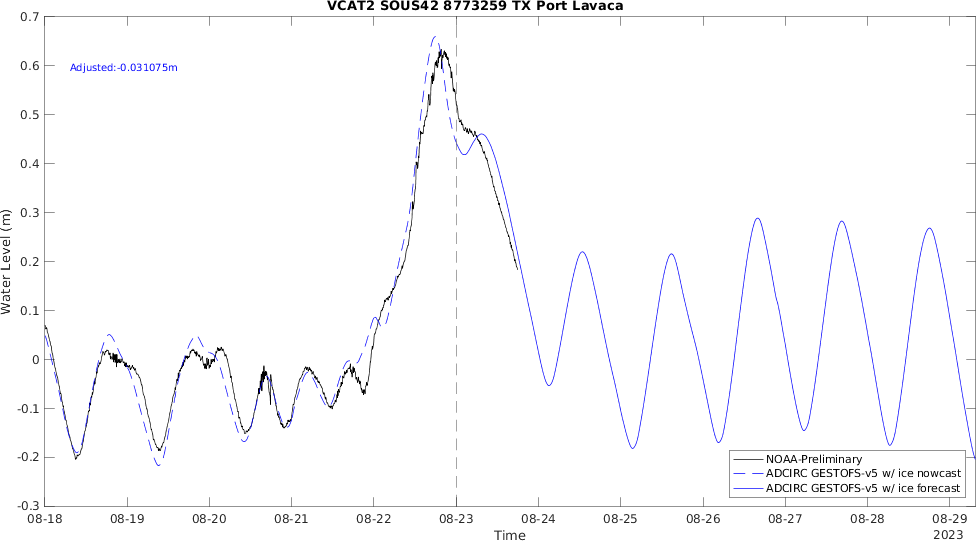 VCAT2 SOUS42 8773259 TX Port Lavaca
0.7
Adjusted:-0.031075m
0.6
0.5
0.4
0.3
0.2
0.1
0
-0.1
-0.2
-0.3
Water Level (m)
NOAA-Preliminary
ADCIRC GESTOFS-v5 w/ ice nowcast
ADCIRC GESTOFS-v5 w/ ice forecast
08-18 08-19 08-20 08-21 08-22 08-23 08-24 08-25 08-26 08-27 08-28 08-29
Time
2023